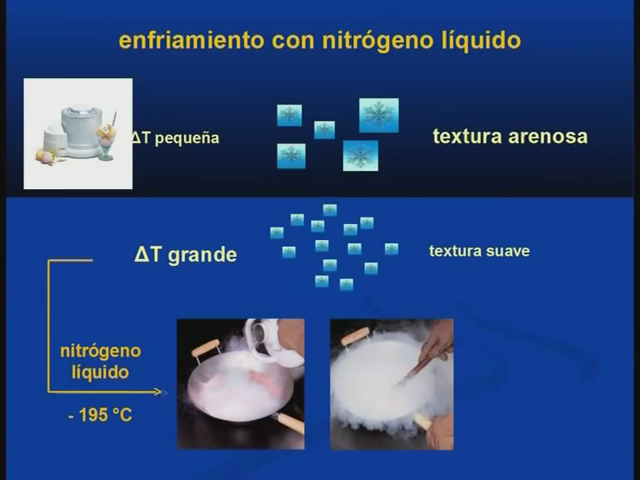 enfriamiento con nitrógeno líquido
ΔT pequeña
textura arenosa
ΔT grande
textura suave
nitrógeno
líquido
- 195 °C